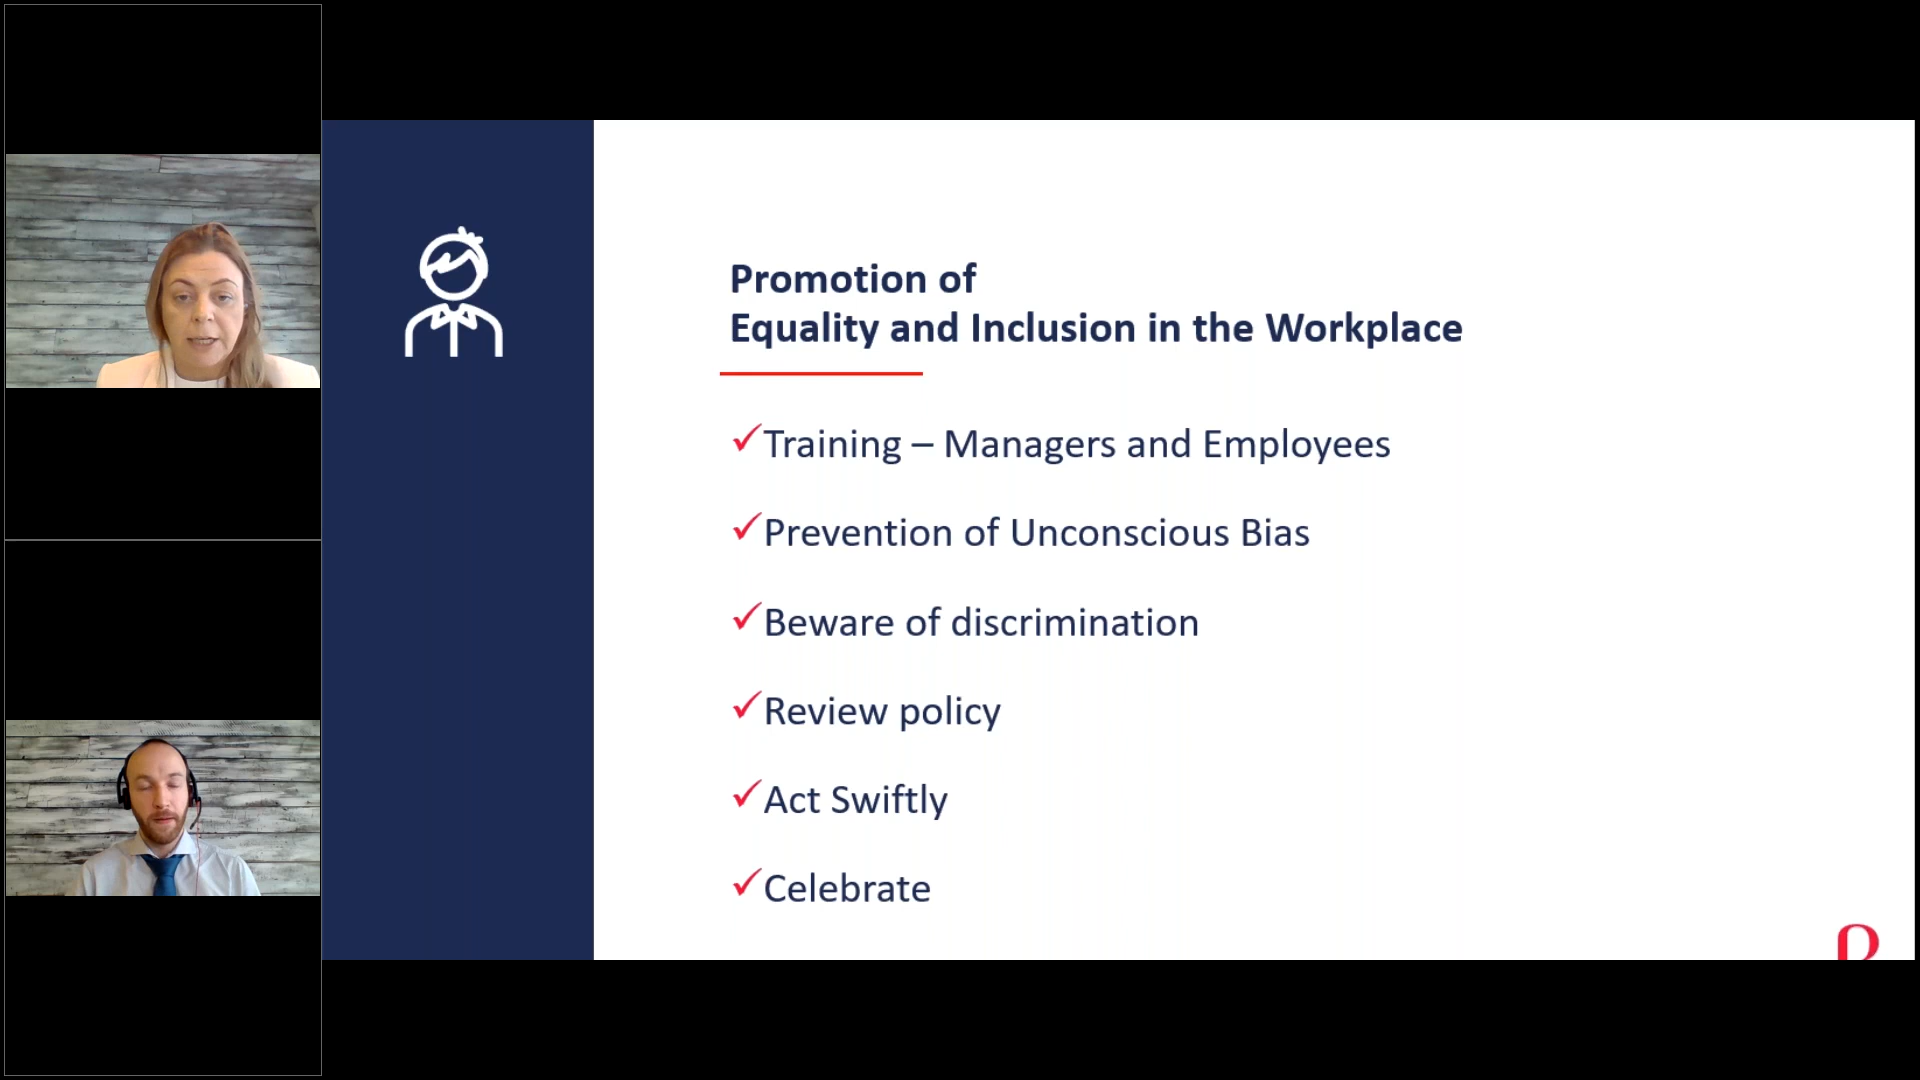 Promotion of
Equality and Inclusion in the Workplace
✓Training – Managers and Employees
✓Prevention of Unconscious Bias
✓Beware of discrimination
✓Review policy
✓Act Swiftly
✓Celebrate